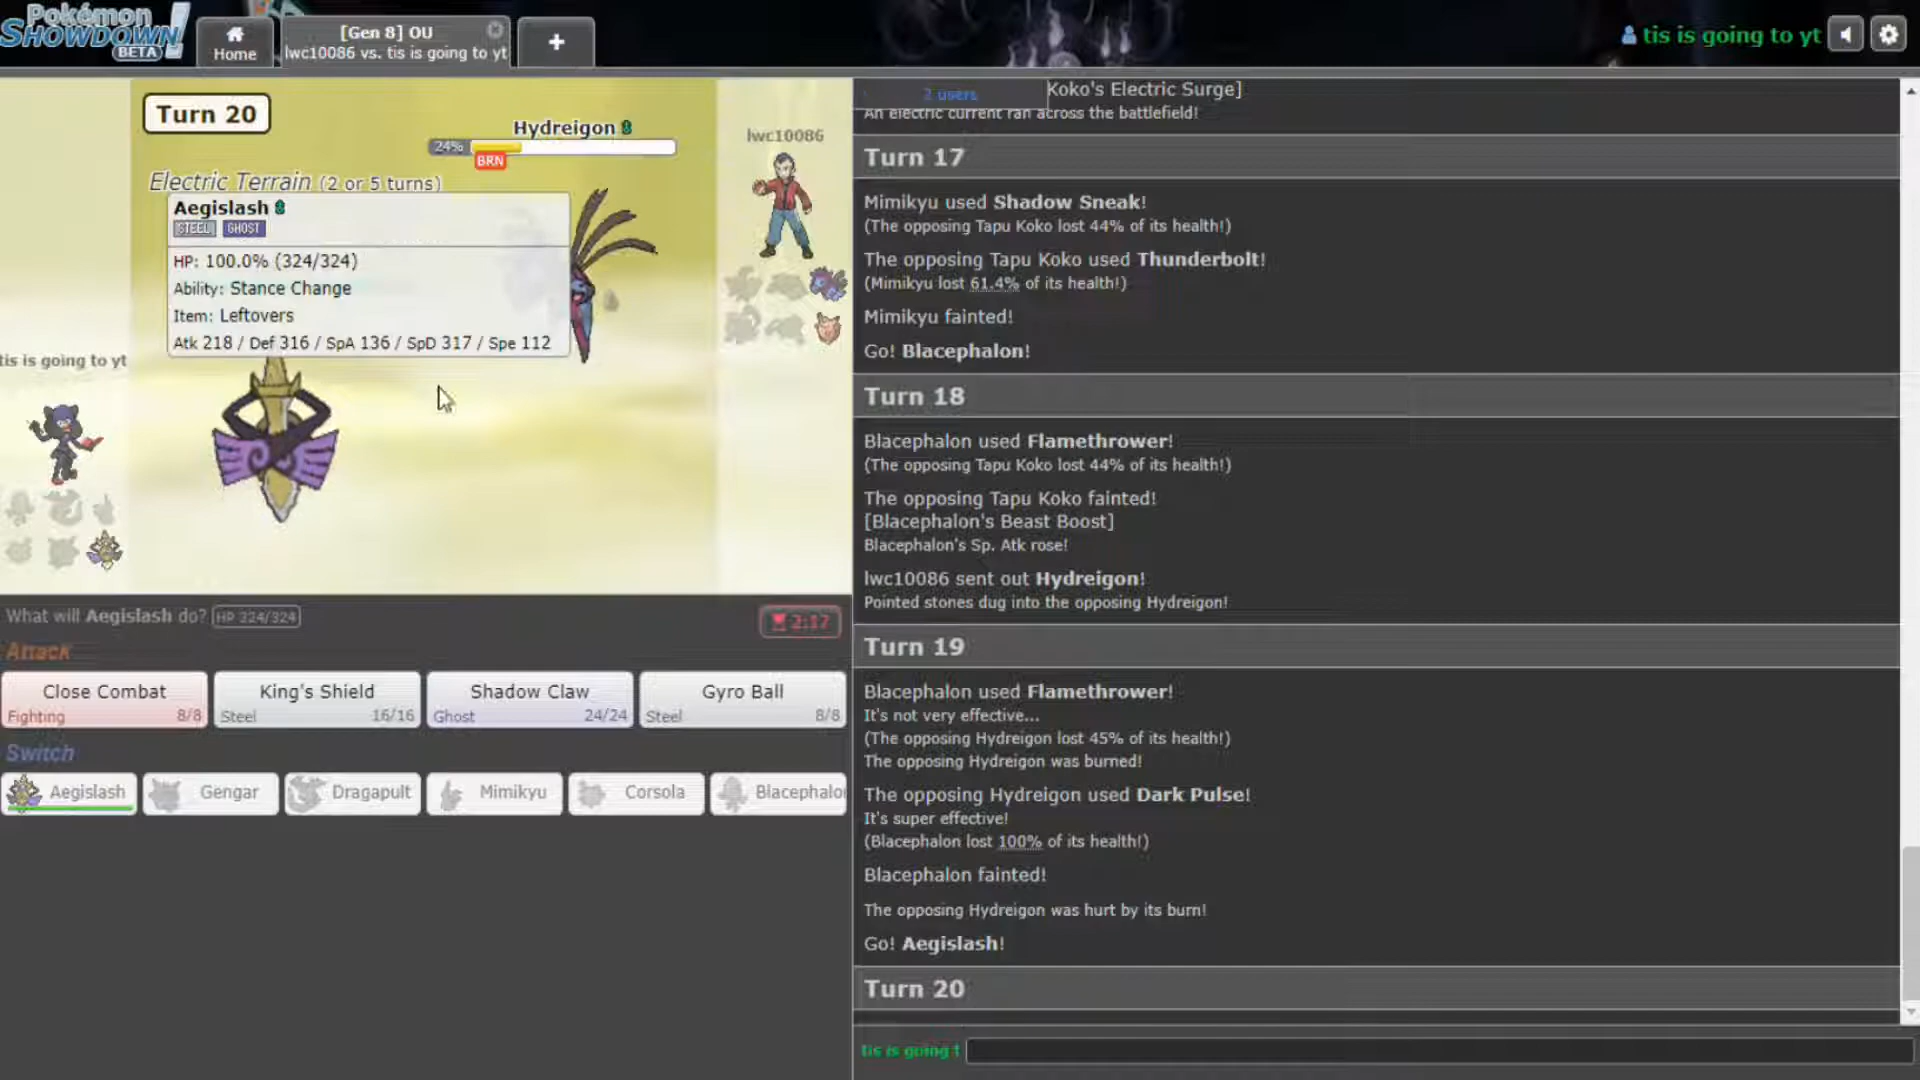 Pokémon
SHOWDOWN!
BETA
Home
[Gen 8] OU
lwc10086 vs. tis is going to yt
+
tis is going to yt
Turn 20
Hydreigon
24%
BRN
Electric Terrain (2 or 5 turns)
Aegislash
STEEL GHOST
HP: 100.0% (324/324)
Ability: Stance Change
Item: Leftovers
Atk 218 / Def 316 / SpA 136 / SpD 317 / Spe 112
lwc10086
tis is going to yt
What will Aegislash do? HP 324/324
2:17
Attack
Close Combat
Fighting 8/8
King's Shield
Steel 16/16
Shadow Claw
Ghost 24/24
Gyro Ball
Steel 8/8
Switch
Aegislash
Gengar
Dragapult
Mimikyu
Corsola
Blacephalo
2 users
Koko's Electric Surge]
An electric current ran across the battlefield!
Turn 17
Mimikyu used Shadow Sneak!
(The opposing Tapu Koko lost 44% of its health!)
The opposing Tapu Koko used Thunderbolt!
(Mimikyu lost 61.4% of its health!)
Mimikyu fainted!
Go! Blacephalon!
Turn 18
Blacephalon used Flamethrower!
(The opposing Tapu Koko lost 44% of its health!)
The opposing Tapu Koko fainted!
[Blacephalon's Beast Boost]
Blacephalon's Sp. Atk rose!
lwc10086 sent out Hydreigon!
Pointed stones dug into the opposing Hydreigon!
Turn 19
Blacephalon used Flamethrower!
It's not very effective...
(The opposing Hydreigon lost 45% of its health!)
The opposing Hydreigon was burned!
The opposing Hydreigon used Dark Pulse!
It's super effective!
(Blacephalon lost 100% of its health!)
Blacephalon fainted!
The opposing Hydreigon was hurt by its burn!
Go! Aegislash!
Turn 20
tis is going t